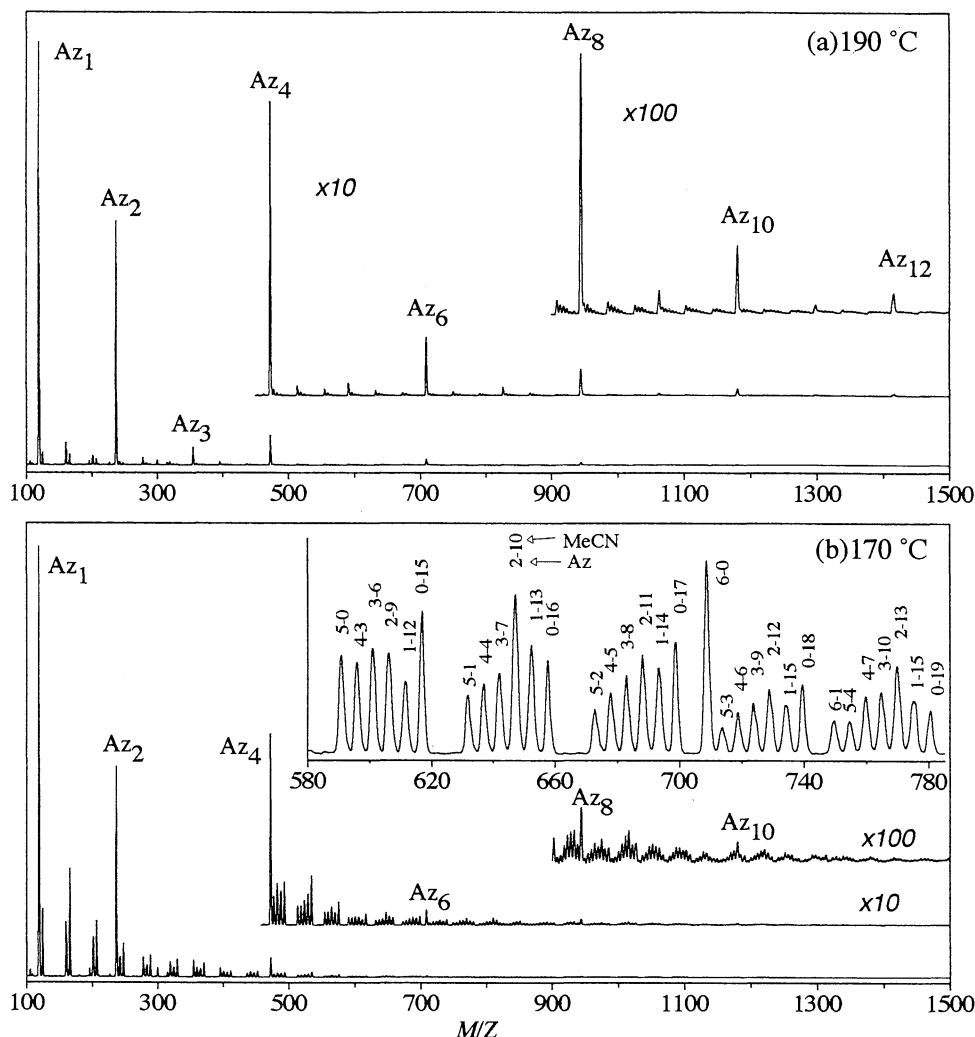 (a)190 °C
Az1
Az2
Az3
Az4
x10
Az6
Az8
x100
Az10
Az12
100 300 500 700 900 1100 1300 1500
(b)170 °C
Az1
Az2
Az4
Az6
Az8
Az10
x100
x10
MeCN
Az
5-0
4-3
3-6
2-9
1-12
0-15
5-1
4-4
3-7
2-10
1-13
0-16
5-2
4-5
3-8
2-11
1-14
0-17
6-0
5-3
4-6
3-9
2-12
1-15
0-18
6-1
5-4
4-7
3-10
2-13
1-15
0-19
580 620 660 700 740 780
100 300 500 700 900 1100 1300 1500
M/Z